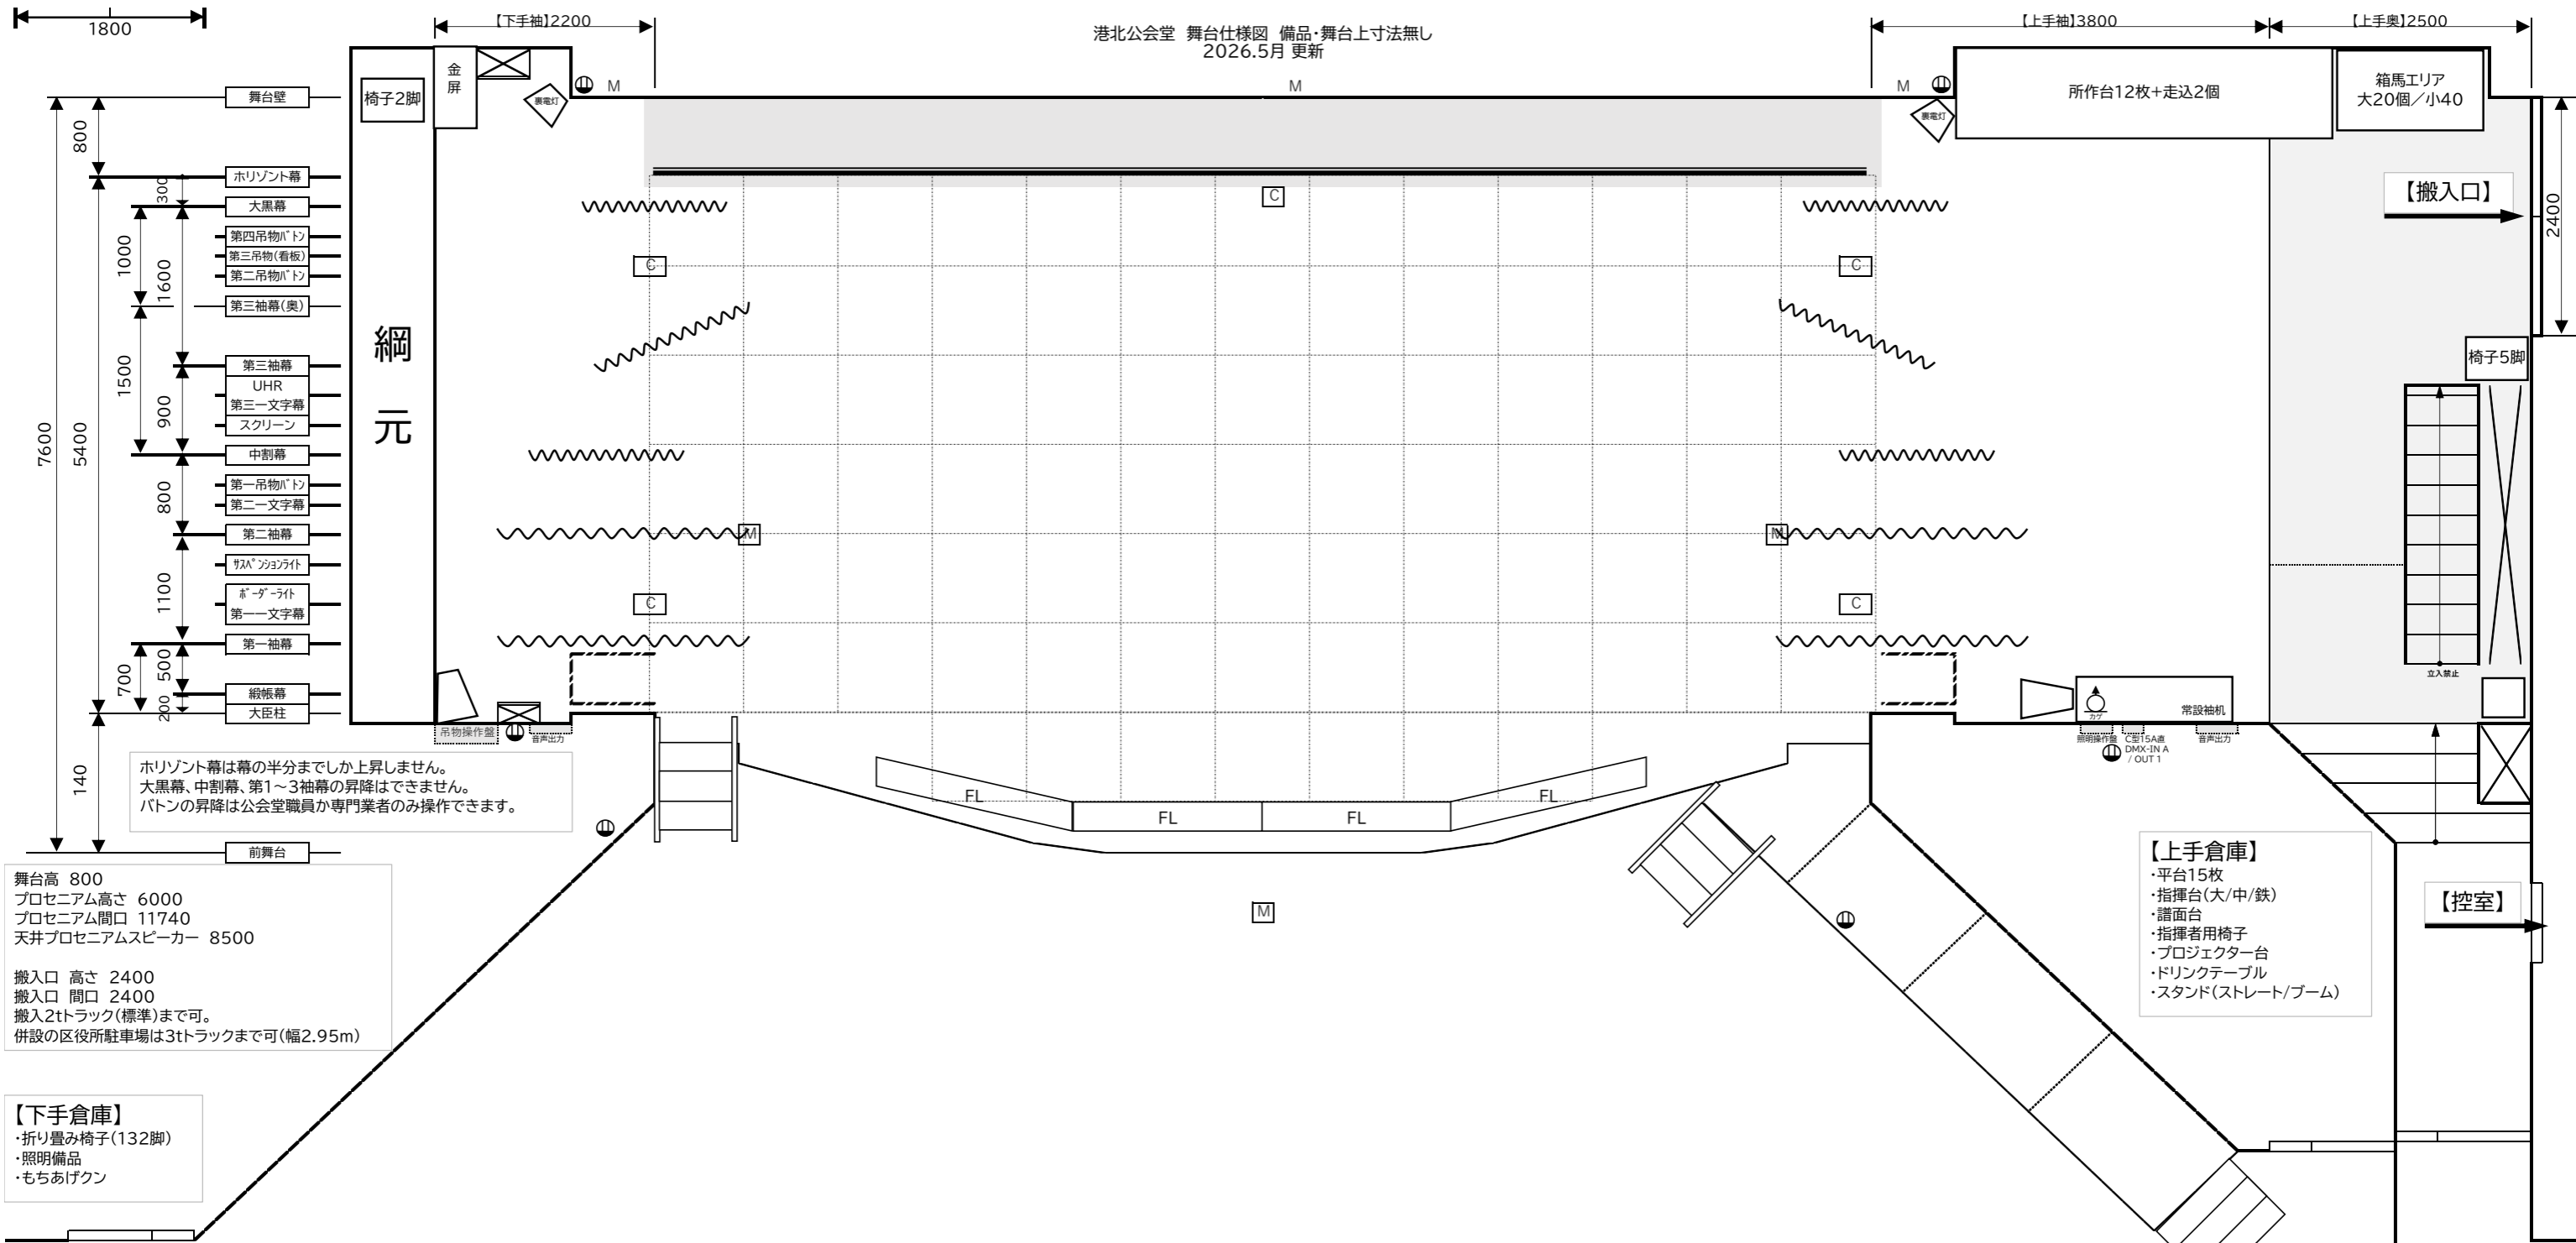 1800
【下手袖】2200
港北公会堂 舞台仕様図 備品・舞台上寸法無し
2026.5月 更新
【上手袖】3800
【上手奥】2500
舞台壁
椅子2脚
金屏
裏電灯
M
M
M
裏電灯
所作台12枚+走込2個
箱馬エリア
大20個／小40
800
ホリゾント幕
300
大黒幕
C
【搬入口】
2400
第四吊物バトン
第三吊物(看板)
第二吊物バトン
1000
1600
C
C
第三袖幕(奥)
綱元
第三袖幕
椅子5脚
1500
UHR
第三一文字幕
900
スクリーン
7600
5400
中割幕
第一吊物バトン
800
第二一文字幕
第二袖幕
M
M
サスペンションライト
1100
ボーダーライト
第一一文字幕
C
C
第一袖幕
700
500
緞帳幕
200
大臣柱
立入禁止
カゲ
常設袖机
吊物操作盤
音声出力
照明操作盤
C型15A直
DMX-IN A
/ OUT 1
音声出力
140
ホリゾント幕は幕の半分までしか上昇しません。
大黒幕、中割幕、第1～3袖幕の昇降はできません。
バトンの昇降は公会堂職員か専門業者のみ操作できます。
FL
FL
FL
FL
前舞台
M
舞台高 800
プロセニアム高さ 6000
プロセニアム間口 11740
天井プロセニアムスピーカー 8500
搬入口 高さ 2400
搬入口 間口 2400
搬入2tトラック(標準)まで可。
併設の区役所駐車場は3tトラックまで可(幅2.95m)
【上手倉庫】
・平台15枚
・指揮台(大/中/鉄)
・譜面台
・指揮者用椅子
・プロジェクター台
・ドリンクテーブル
・スタンド(ストレート/ブーム)
【控室】
【下手倉庫】
・折り畳み椅子(132脚)
・照明備品
・もちあげクン